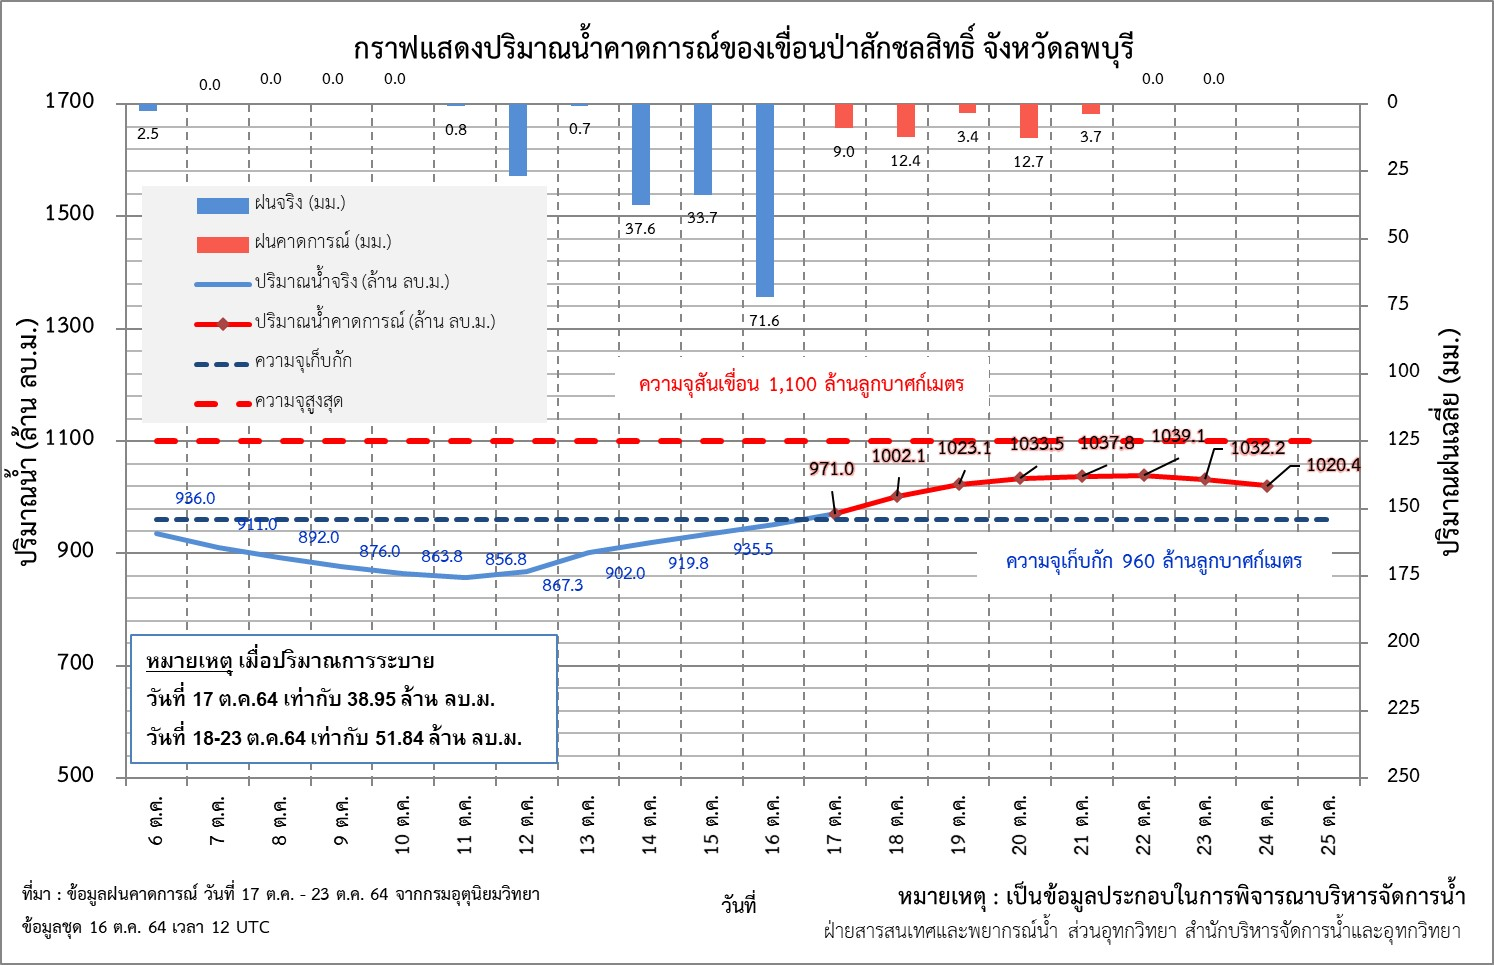 กราฟแสดงปริมาณน้ำคาดการณ์ของเขื่อนป่าสักชลสิทธิ์ จังหวัดลพบุรี
0.0 0.0 0.0 0.0 0.0 0.0
1700 0
2.5 0.8 0.7 9.0 12.4 3.4 12.7 3.7
25
1500
37.6 33.7
50
71.6
75
1300
100
1100
125
900
150
175
700
200
225
500
250
ฝนจริง (มม.)
ฝนคาดการณ์ (มม.)
ปริมาณน้ำจริง (ล้าน ลบ.ม.)
ปริมาณน้ำคาดการณ์ (ล้าน ลบ.ม.)
ความจุเก็บกัก
ความจุสูงสุด
ปริมาณน้ำ (ล้าน ลบ.ม.)
ปริมาณฝนเฉลี่ย (มม.)
ความจุสันเขื่อน 1,100 ล้านลูกบาศก์เมตร
971.0 1002.1 1023.1 1033.5 1037.8 1039.1 1032.2 1020.4
936.0 911.0 892.0 876.0 863.8 856.8 867.3 902.0 919.8 935.5
ความจุเก็บกัก 960 ล้านลูกบาศก์เมตร
หมายเหตุ เมื่อปริมาณการระบาย
วันที่ 17 ต.ค.64 เท่ากับ 38.95 ล้าน ลบ.ม.
วันที่ 18-23 ต.ค.64 เท่ากับ 51.84 ล้าน ลบ.ม.
6 ต.ค. 7 ต.ค. 8 ต.ค. 9 ต.ค. 10 ต.ค. 11 ต.ค. 12 ต.ค. 13 ต.ค. 14 ต.ค. 15 ต.ค. 16 ต.ค. 17 ต.ค. 18 ต.ค. 19 ต.ค. 20 ต.ค. 21 ต.ค. 22 ต.ค. 23 ต.ค. 24 ต.ค. 25 ต.ค.
วันที่
ที่มา : ข้อมูลฝนคาดการณ์ วันที่ 17 ต.ค. - 23 ต.ค. 64 จากกรมอุตุนิยมวิทยา
ข้อมูลชุด 16 ต.ค. 64 เวลา 12 UTC
หมายเหตุ : เป็นข้อมูลประกอบในการพิจารณาบริหารจัดการน้ำ
ฝ่ายสารสนเทศและพยากรณ์น้ำ ส่วนอุทกวิทยา สำนักบริหารจัดการน้ำและอุทกวิทยา